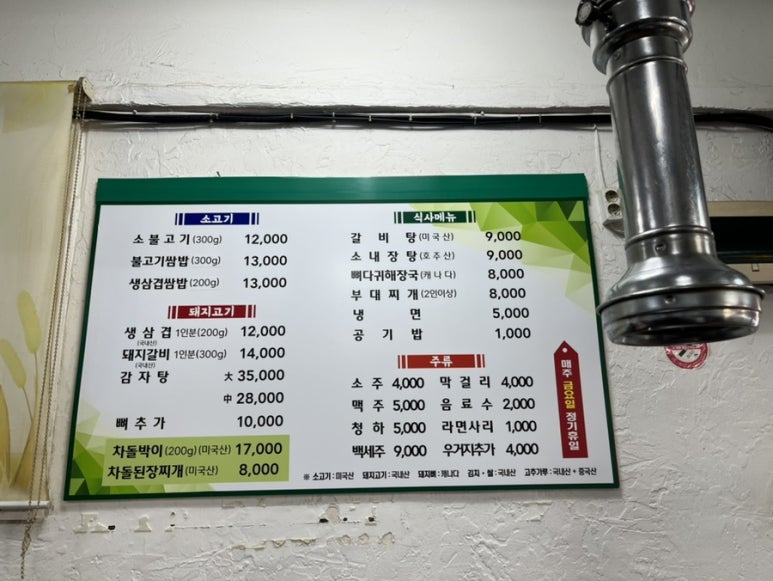 소고기
소 불 고 기 (300g) 12,000
불고기쌈밥 (300g) 13,000
생삼겹쌈밥 (200g) 13,000
돼지고기
생 삼 겹 1인분(200g) 12,000
(국내산)
돼지갈비 1인분(300g) 14,000
(국내산)
감 자 탕 大 35,000
中 28,000
뼈 추 가 10,000
차돌박이 (200g) (미국산) 17,000
차돌된장찌개 (미국산) 8,000
식사메뉴
갈 비 탕 (미국산) 9,000
소 내 장 탕 (호주산) 9,000
뼈다귀해장국 (캐나다) 8,000
부 대 찌 개 (2인이상) 8,000
냉 면 5,000
공 기 밥 1,000
주류
소 주 4,000 막 걸 리 4,000
맥 주 5,000 음 료 수 2,000
청 하 5,000 라면사리 1,000
백세주 9,000 우거지추가 4,000
※ 소고기:미국산 돼지고기:국내산 돼지뼈:캐나다 김치·쌀:국내산 고추가루:국내산+중국산
매주 금요일 정기휴일